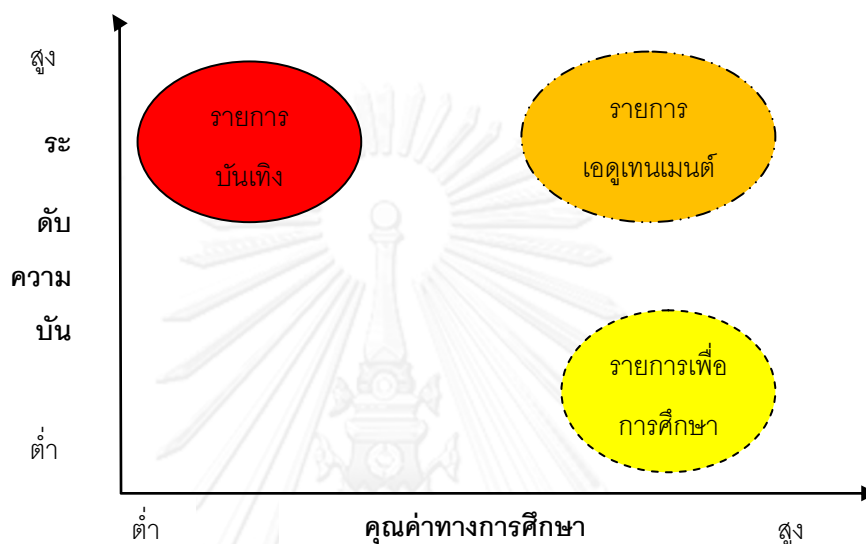 สูง
ระ
ดับ
ความ
บัน
ต่ำ
รายการ
บันเทิง
รายการ
เอดูเทนเมนต์
รายการเพื่อ
การศึกษา
ต่ำ
คุณค่าทางการศึกษา
สูง